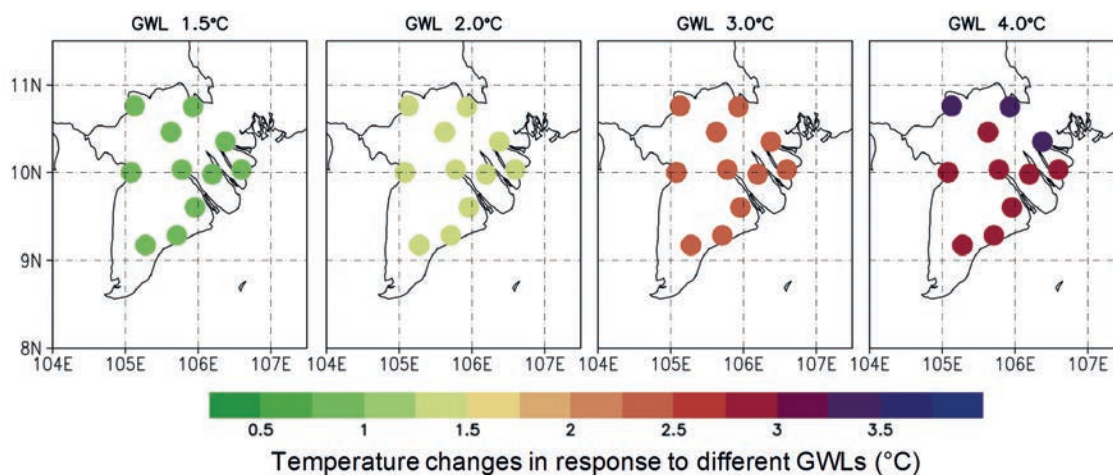 GWL 1.5°C GWL 2.0°C GWL 3.0°C GWL 4.0°C
11N
10N
9N
8N
104E 105E 106E 107E 104E 105E 106E 107E 104E 105E 106E 107E 104E 105E 106E 107E
0.5 1 1.5 2 2.5 3 3.5
Temperature changes in response to different GWLs (°C)